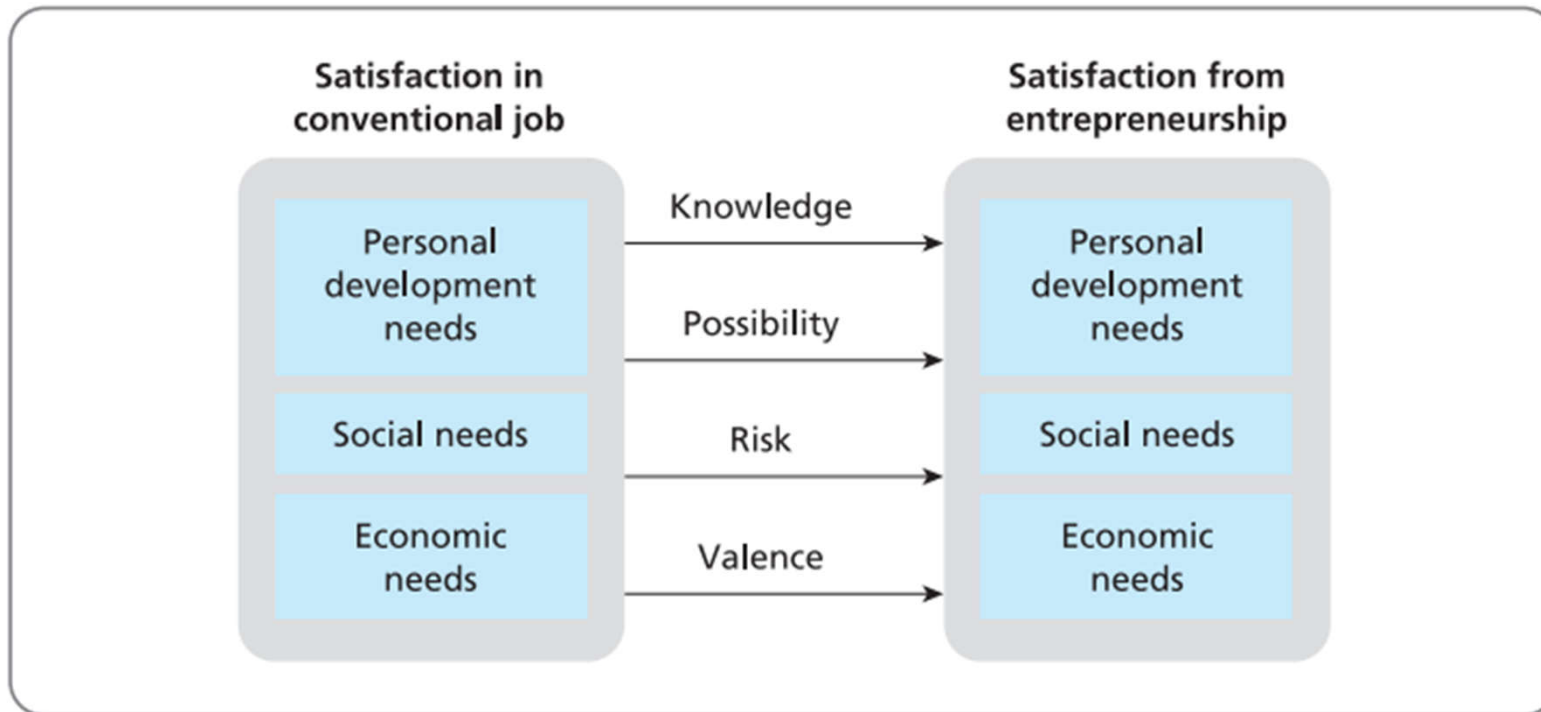 Satisfaction in
conventional job
Satisfaction from
entrepreneurship
Personal
development
needs
Social needs
Economic
needs
Knowledge
Possibility
Risk
Valence
Personal
development
needs
Social needs
Economic
needs